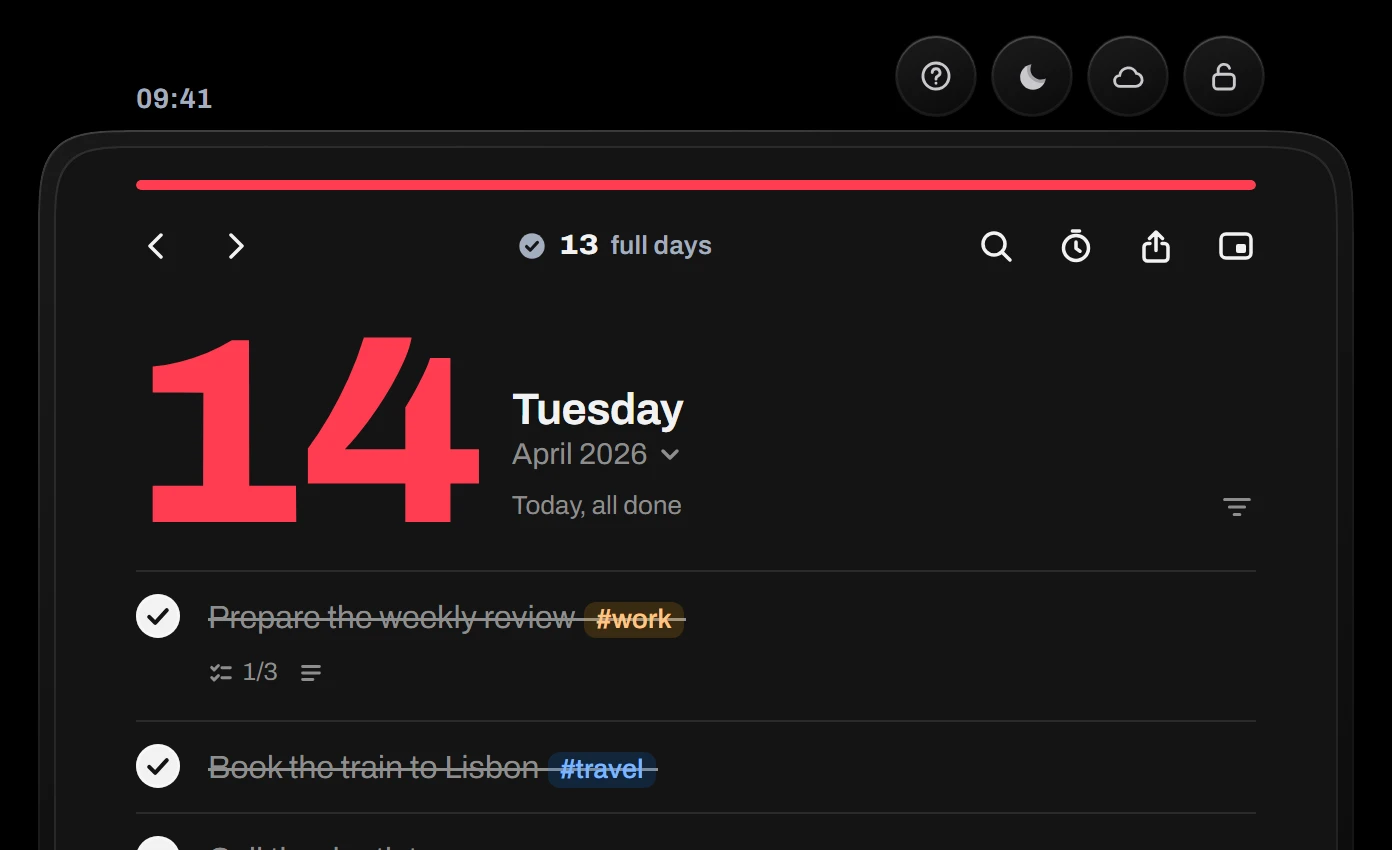 09:41
13 full days
14
Tuesday
April 2026
Today, all done
Prepare the weekly review #work
1/3
Book the train to Lisbon #travel